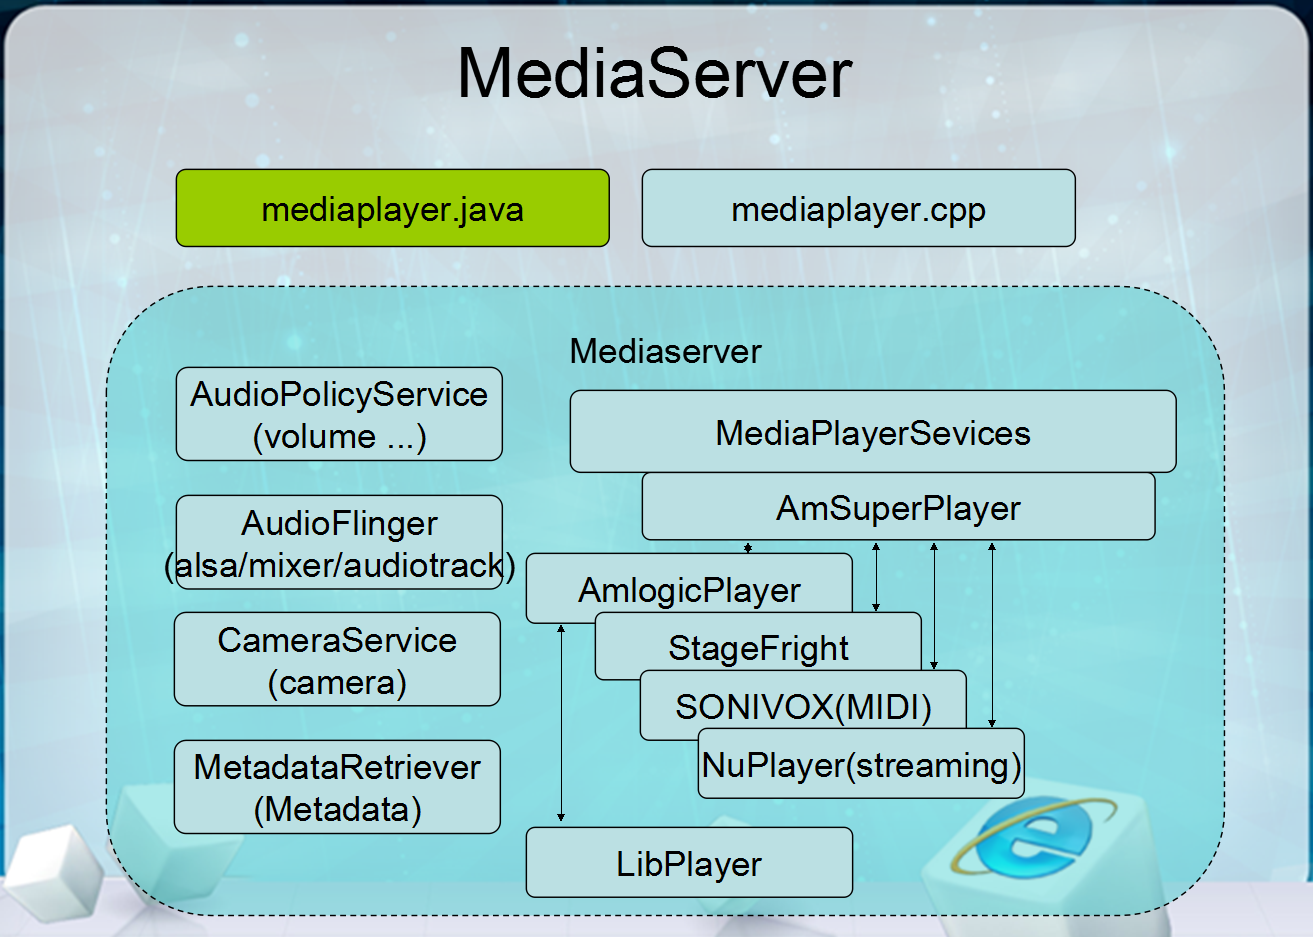 MediaServer
mediaplayer.java
mediaplayer.cpp
Mediaserver
AudioPolicyService
(volume ...)
MediaPlayerSevices
AmSuperPlayer
AudioFlinger
(alsa/mixer/audiotrack)
AmlogicPlayer
CameraService
(camera)
StageFright
SONIVOX(MIDI)
MetadataRetriever
(Metadata)
NuPlayer(streaming)
LibPlayer